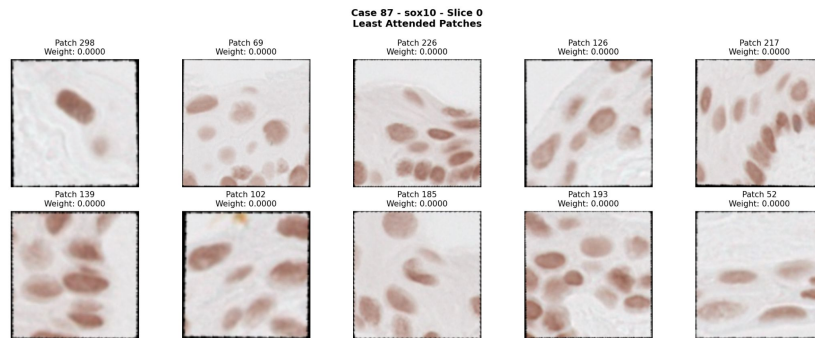 Case 87 - sox10 - Slice 0
Least Attended Patches
Patch 298
Weight: 0.0000
Patch 69
Weight: 0.0000
Patch 226
Weight: 0.0000
Patch 126
Weight: 0.0000
Patch 217
Weight: 0.0000
Patch 139
Weight: 0.0000
Patch 102
Weight: 0.0000
Patch 185
Weight: 0.0000
Patch 193
Weight: 0.0000
Patch 52
Weight: 0.0000